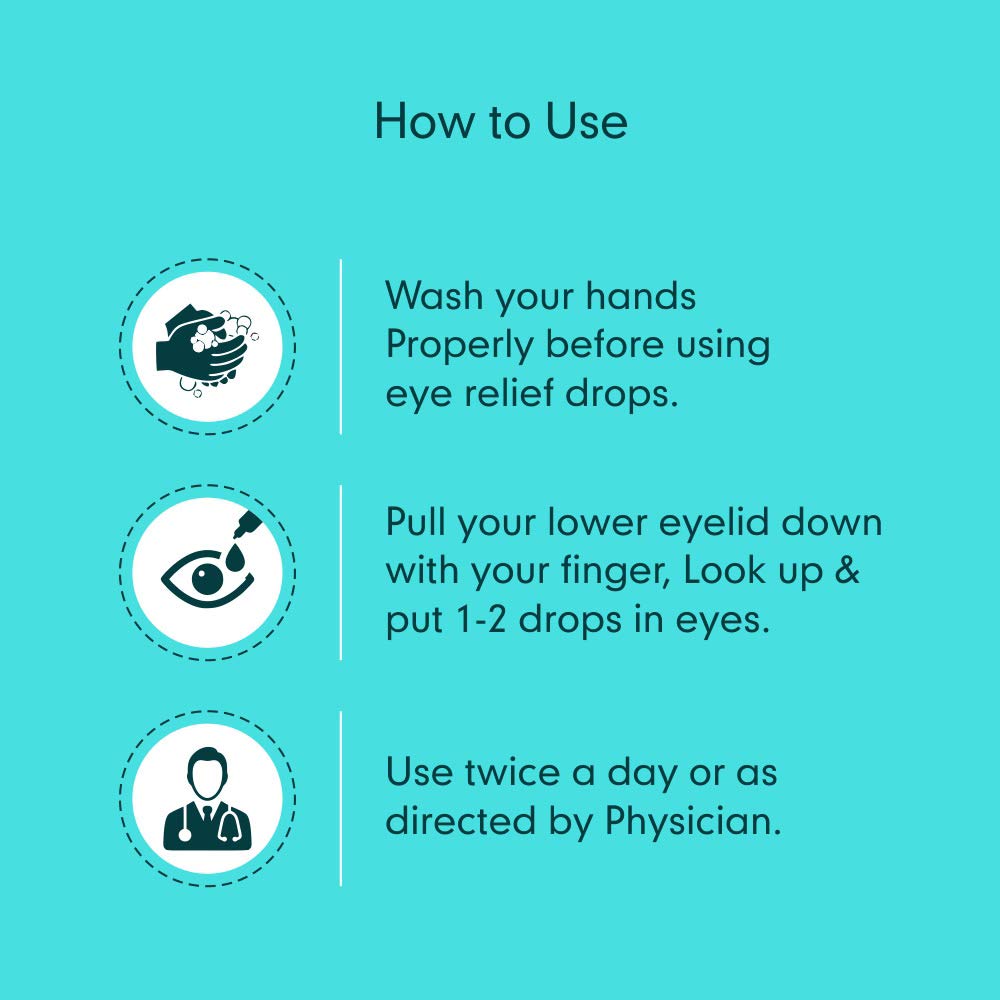 How to Use
Wash your hands
Properly before using
eye relief drops.
Pull your lower eyelid down
with your finger, Look up &
put 1-2 drops in eyes.
Use twice a day or as
directed by Physician.